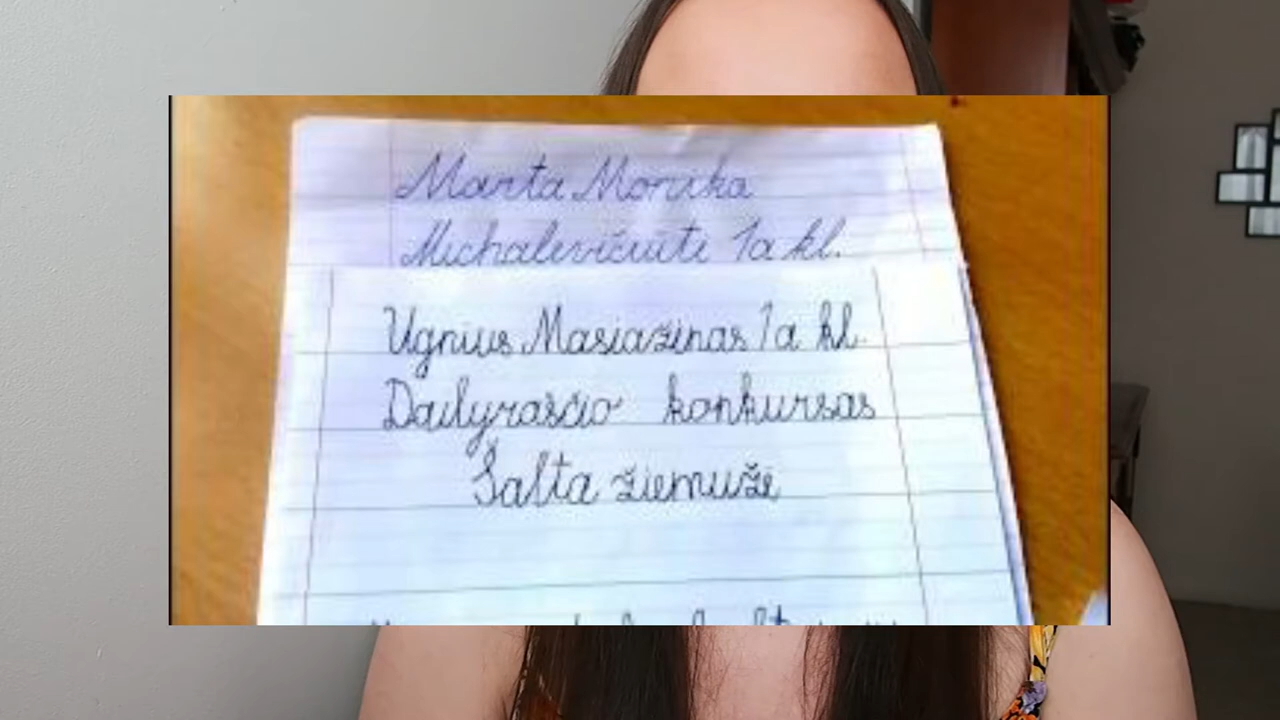 Marta Monika
Michalevičiūtė 1a kl.
Ugnius Masiazinas 1a kl.
Dailyraščio konkursas
Šalta žiemužė